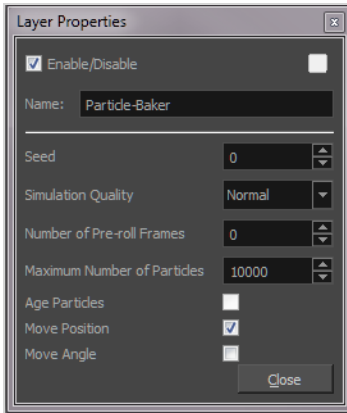 Layer Properties
Enable/Disable
Name: Particle-Baker
Seed 0
Simulation Quality Normal
Number of Pre-roll Frames 0
Maximum Number of Particles 10000
Age Particles
Move Position
Move Angle
Close